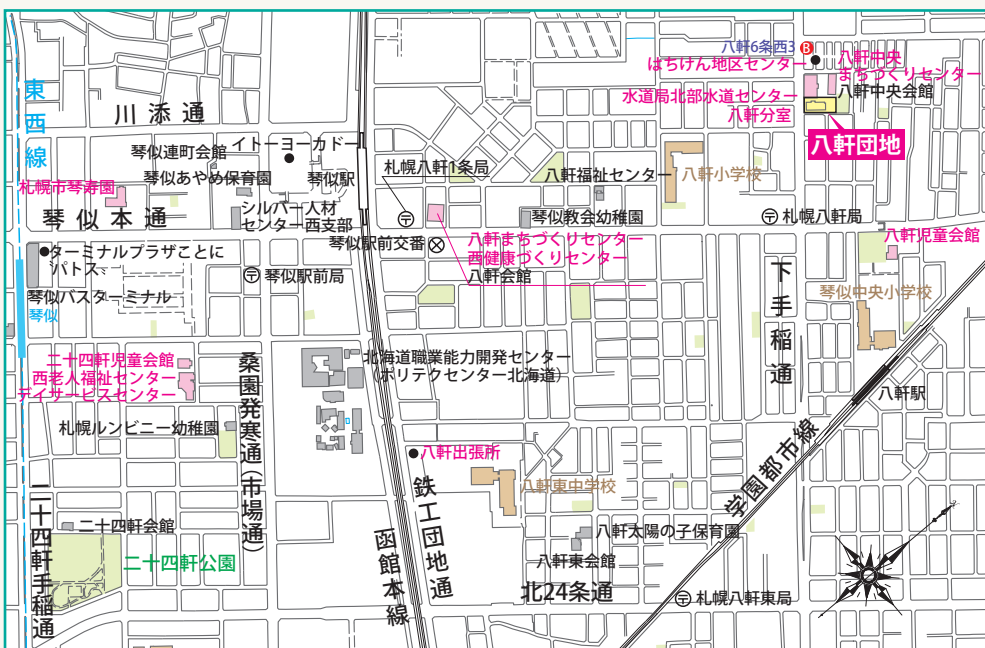 八軒6条西3 B
はちけん地区センター
八軒中央
まちづくりセンター
八軒中央会館
水道局北部水道センター
八軒分室
八軒団地
東西線
川添通
琴似連町会館
イトーヨーカドー
琴似あやめ保育園
琴似駅
札幌八軒1条局
八軒福祉センター
八軒小学校
札幌市琴寿園
琴似本通
シルバー人材
センター西支部
琴似教会幼稚園
札幌八軒局
琴似駅前交番
八軒まちづくりセンター
西健康づくりセンター
八軒会館
八軒児童会館
ターミナルプラザことに
パトス
琴似駅前局
琴似バスターミナル
琴似
下手稲通
琴似中央小学校
二十四軒児童会館
西老人福祉センター
デイサービスセンター
桑園発寒通(市場通)
北海道職業能力開発センター
(ポリテクセンター北海道)
八軒駅
札幌ルンビニー幼稚園
八軒出張所
学園都市線
鉄工団地通
八軒東中学校
二十四軒手稲通
二十四軒会館
二十四軒公園
函館本線
八軒太陽の子保育園
八軒東会館
北24条通
札幌八軒東局